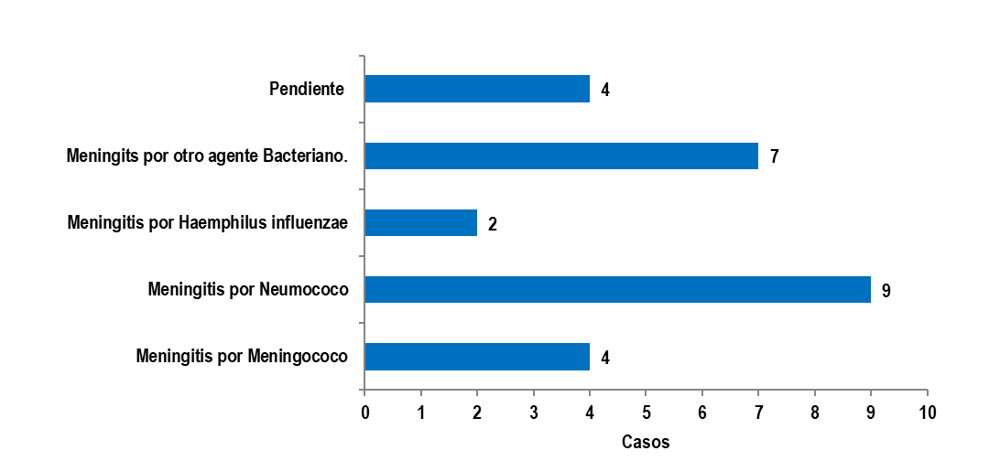 Pendiente
4
Meningits por otro agente Bacteriano.
7
Meningitis por Haemphilus influenzae
2
Meningitis por Neumococo
9
Meningitis por Meningococo
4
0 1 2 3 4 5 6 7 8 9 10
Casos